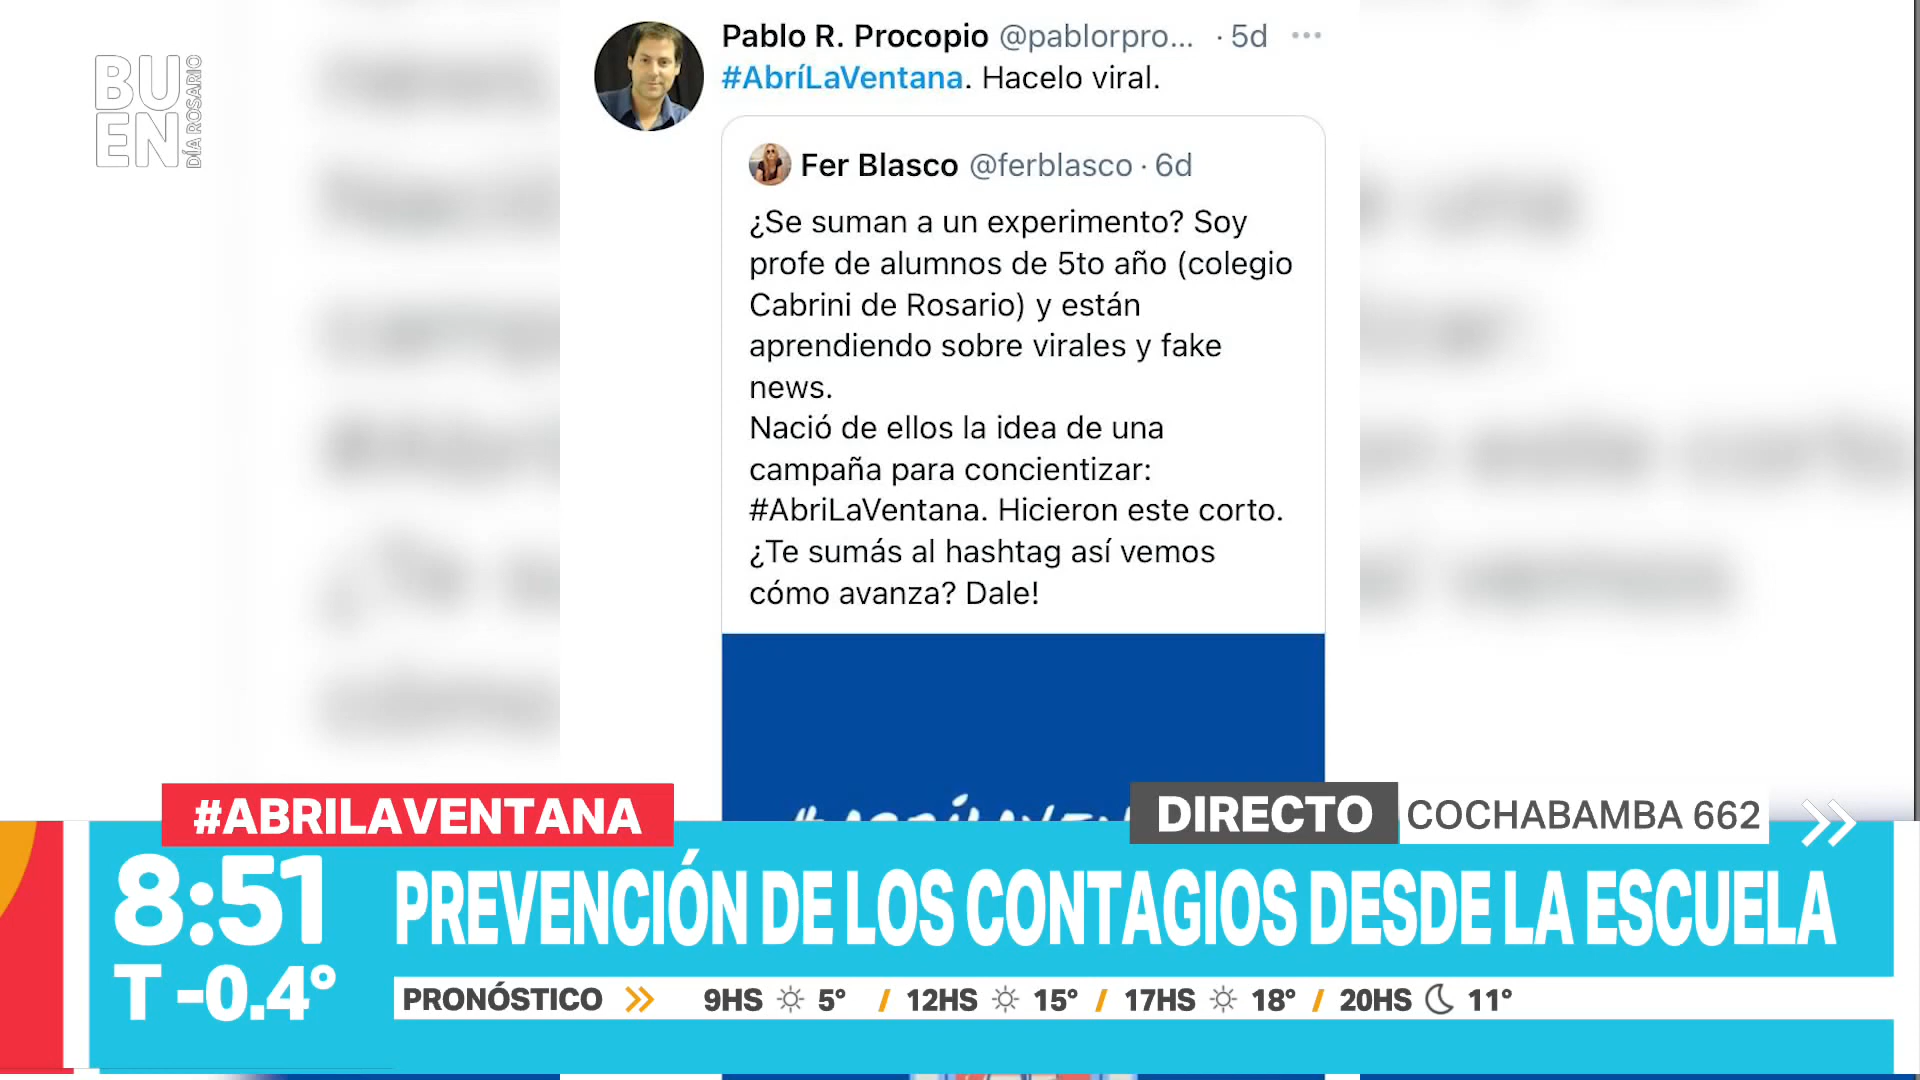 BU
EN
DÍA ROSARIO
Pablo R. Procopio @pablorpro... · 5d
#AbríLaVentana. Hacelo viral.
Fer Blasco @ferblasco · 6d
¿Se suman a un experimento? Soy
profe de alumnos de 5to año (colegio
Cabrini de Rosario) y están
aprendiendo sobre virales y fake
news.
Nació de ellos la idea de una
campaña para concientizar:
#AbriLaVentana. Hicieron este corto.
¿Te sumás al hashtag así vemos
cómo avanza? Dale!
#ABRILAVENTANA
DIRECTO COCHABAMBA 662
8:51
PREVENCIÓN DE LOS CONTAGIOS DESDE LA ESCUELA
T -0.4°
PRONÓSTICO 9HS 5° / 12HS 15° / 17HS 18° / 20HS 11°